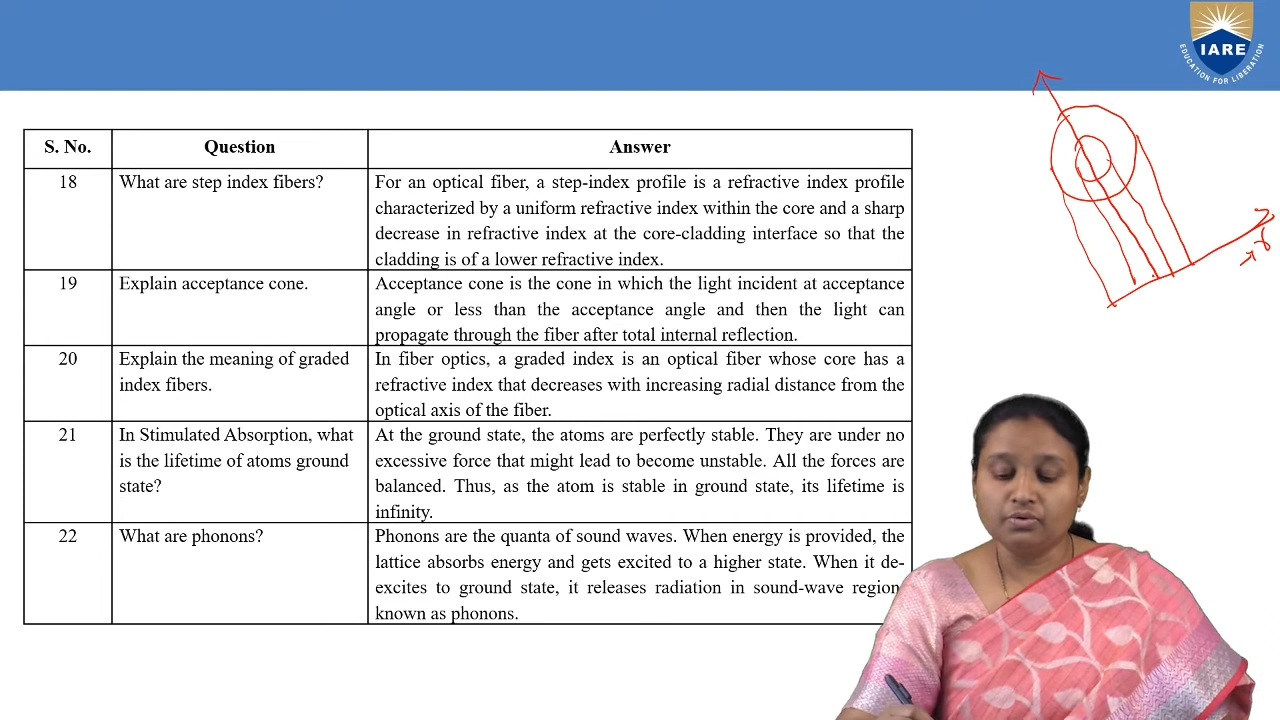 IARE
EDUCATION FOR LIBERATION
S. No. Question Answer
18 What are step index fibers? For an optical fiber, a step-index profile is a refractive index profile
characterized by a uniform refractive index within the core and a sharp
decrease in refractive index at the core-cladding interface so that the
cladding is of a lower refractive index.
19 Explain acceptance cone. Acceptance cone is the cone in which the light incident at acceptance
angle or less than the acceptance angle and then the light can
propagate through the fiber after total internal reflection.
20 Explain the meaning of graded In fiber optics, a graded index is an optical fiber whose core has a
index fibers. refractive index that decreases with increasing radial distance from the
optical axis of the fiber.
21 In Stimulated Absorption, what At the ground state, the atoms are perfectly stable. They are under no
is the lifetime of atoms ground excessive force that might lead to become unstable. All the forces are
state? balanced. Thus, as the atom is stable in ground state, its lifetime is
infinity.
22 What are phonons? Phonons are the quanta of sound waves. When energy is provided, the
lattice absorbs energy and gets excited to a higher state. When it de-
excites to ground state, it releases radiation in sound-wave region
known as phonons.